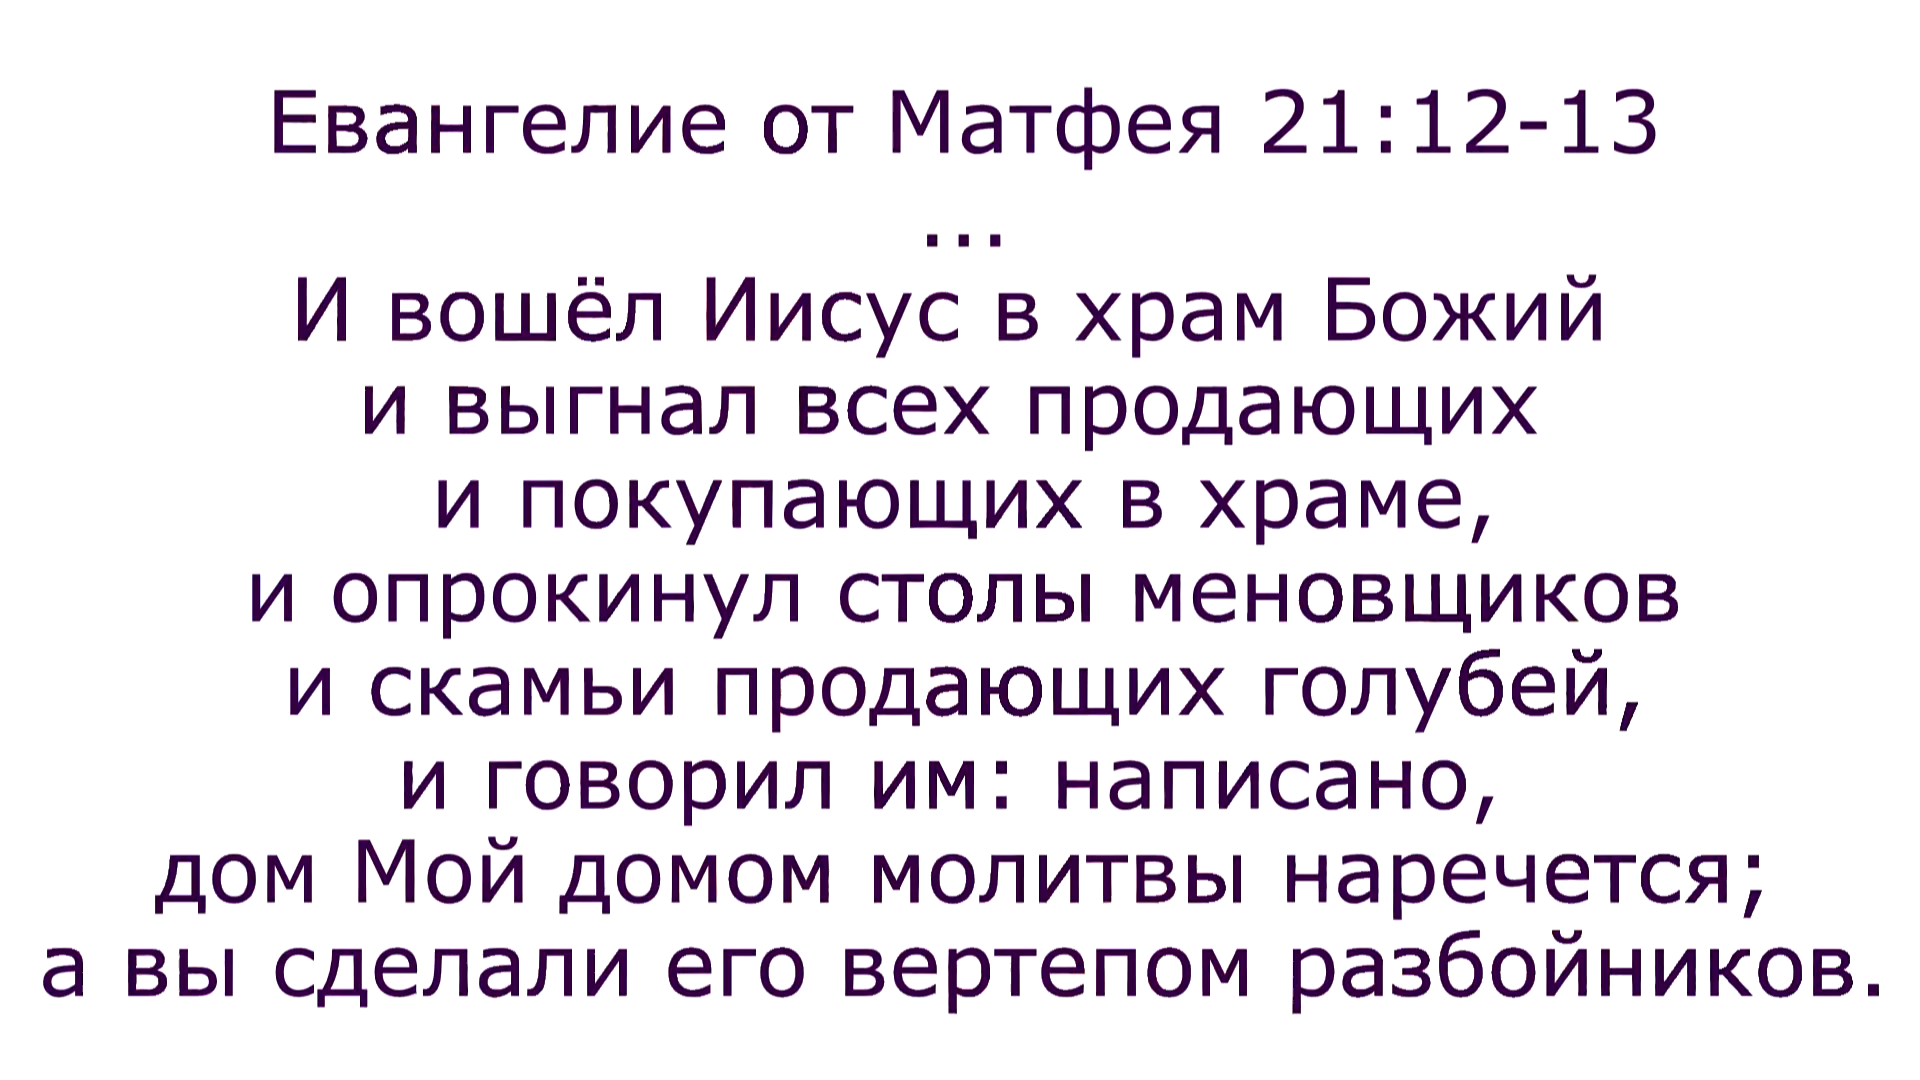 Евангелие от Матфея 21:12-13
...
И вошёл Иисус в храм Божий
и выгнал всех продающих
и покупающих в храме,
и опрокинул столы меновщиков
и скамьи продающих голубей,
и говорил им: написано,
дом Мой домом молитвы наречется;
а вы сделали его вертепом разбойников.